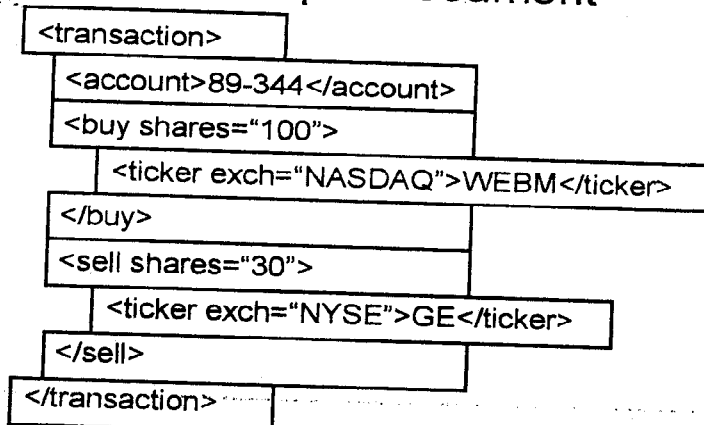 <transaction>
<account>89-344</account>
<buy shares=“100”>
<ticker exch=“NASDAQ”>WEBM</ticker>
</buy>
<sell shares=“30”>
<ticker exch=“NYSE”>GE</ticker>
</sell>
</transaction>